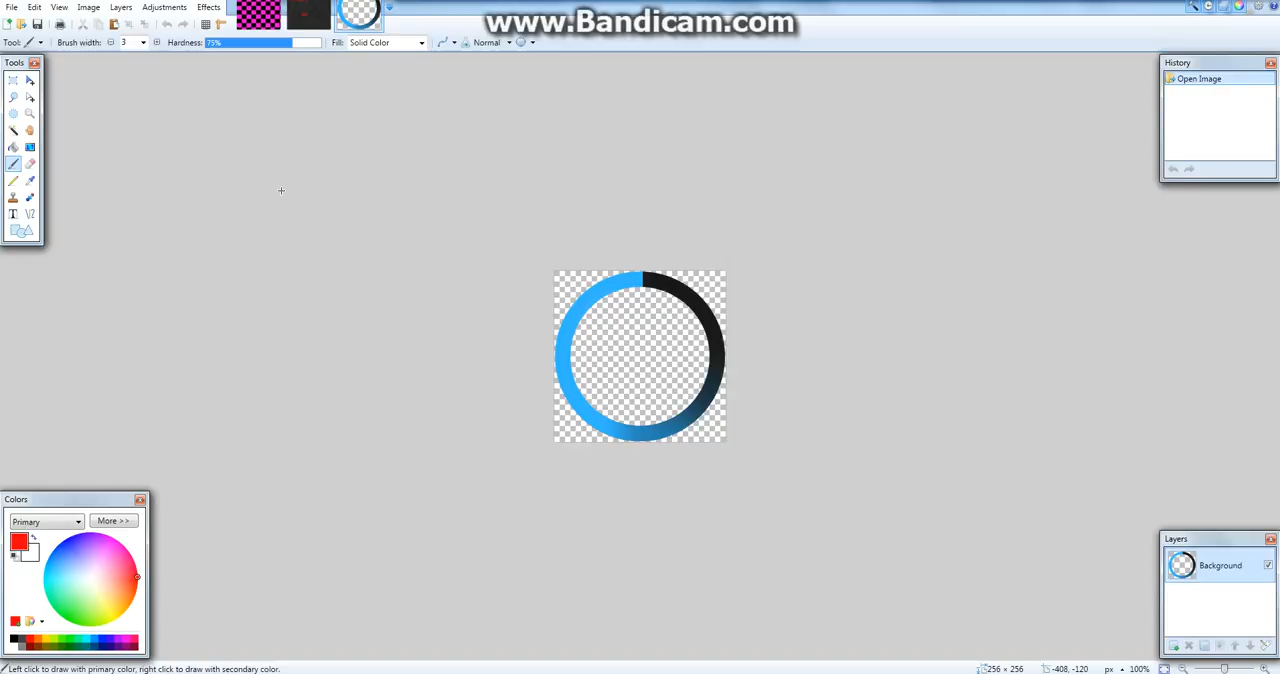 File Edit View Image Layers Adjustments Effects
www.Bandicam.com
Tool: Brush width: 3 Hardness: 75% Fill: Solid Color Normal
Tools
History
Open Image
Colors
Primary More >>
Layers
Background
Left click to draw with primary color, right click to draw with secondary color. 256 × 256 -408, -120 px 100%